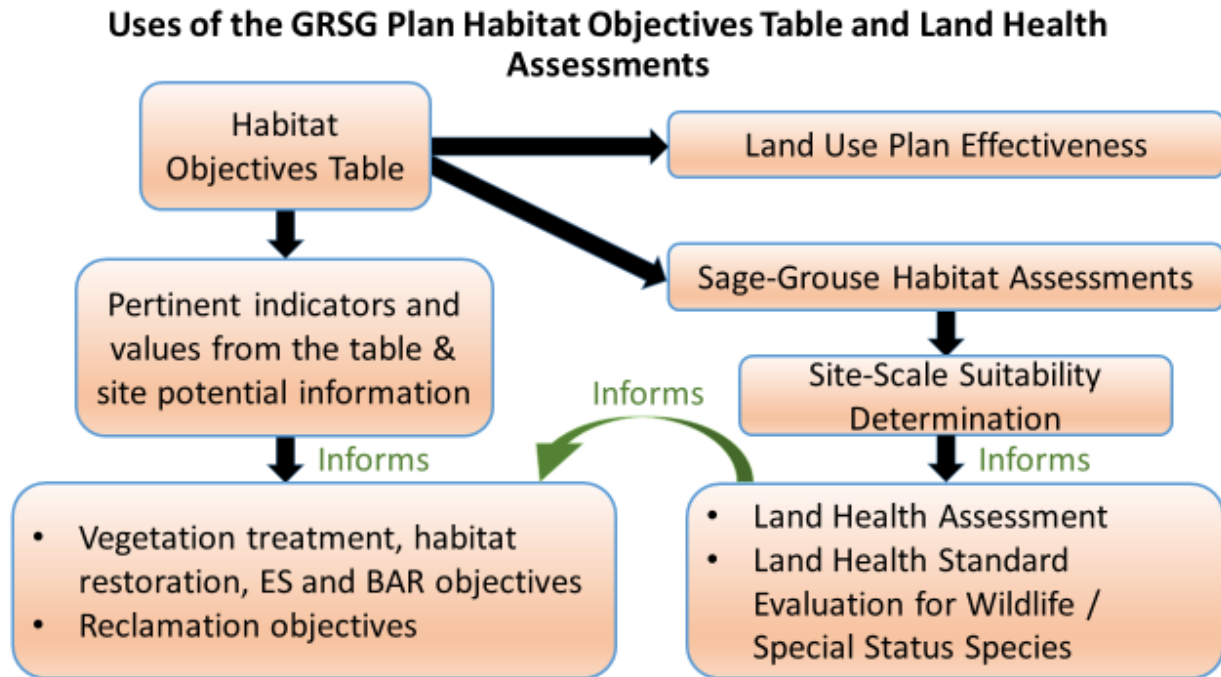 Uses of the GRSG Plan Habitat Objectives Table and Land Health
Assessments
Habitat
Objectives Table
Land Use Plan Effectiveness
Sage-Grouse Habitat Assessments
Pertinent indicators and
values from the table &
site potential information
Site-Scale Suitability
Determination
Informs
Informs
Informs
• Vegetation treatment, habitat
restoration, ES and BAR objectives
• Reclamation objectives
• Land Health Assessment
• Land Health Standard
Evaluation for Wildlife /
Special Status Species